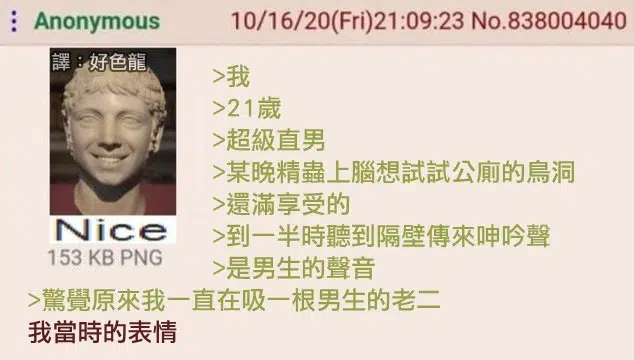 Anonymous 10/16/20(Fri)21:09:23 No.838004040
譯：好色龍
>我
>21歲
>超級直男
>某晚精蟲上腦想試試公廁的鳥洞
>還滿享受的
>到一半時聽到隔壁傳來呻吟聲
>是男生的聲音
Nice
153 KB PNG
>驚覺原來我一直在吸一根男生的老二
我當時的表情